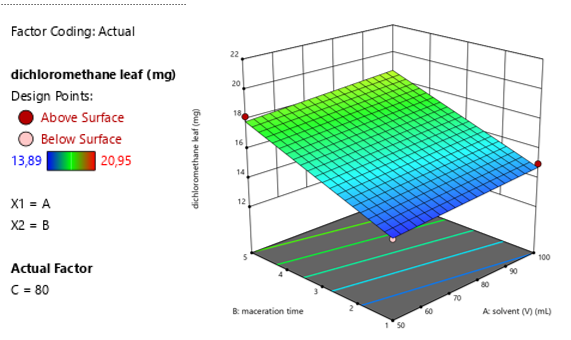 Factor Coding: Actual
dichloromethane leaf (mg)
Design Points:
Above Surface
Below Surface
13,89 20,95
X1 = A
X2 = B
Actual Factor
C = 80
dichloromethane leaf (mg)
22
20
18
16
14
12
5
4
3
2
1
50
60
70
80
90
100
B: maceration time
A: solvent (V) (mL)